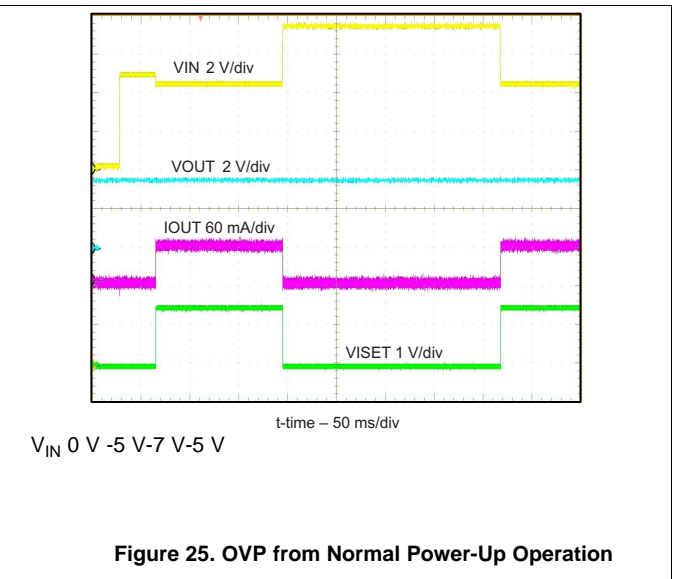 VIN 2 V/div
VOUT 2 V/div
IOUT 60 mA/div
VISET 1 V/div
t-time – 50 ms/div
VIN 0 V -5 V-7 V-5 V
Figure 25. OVP from Normal Power-Up Operation